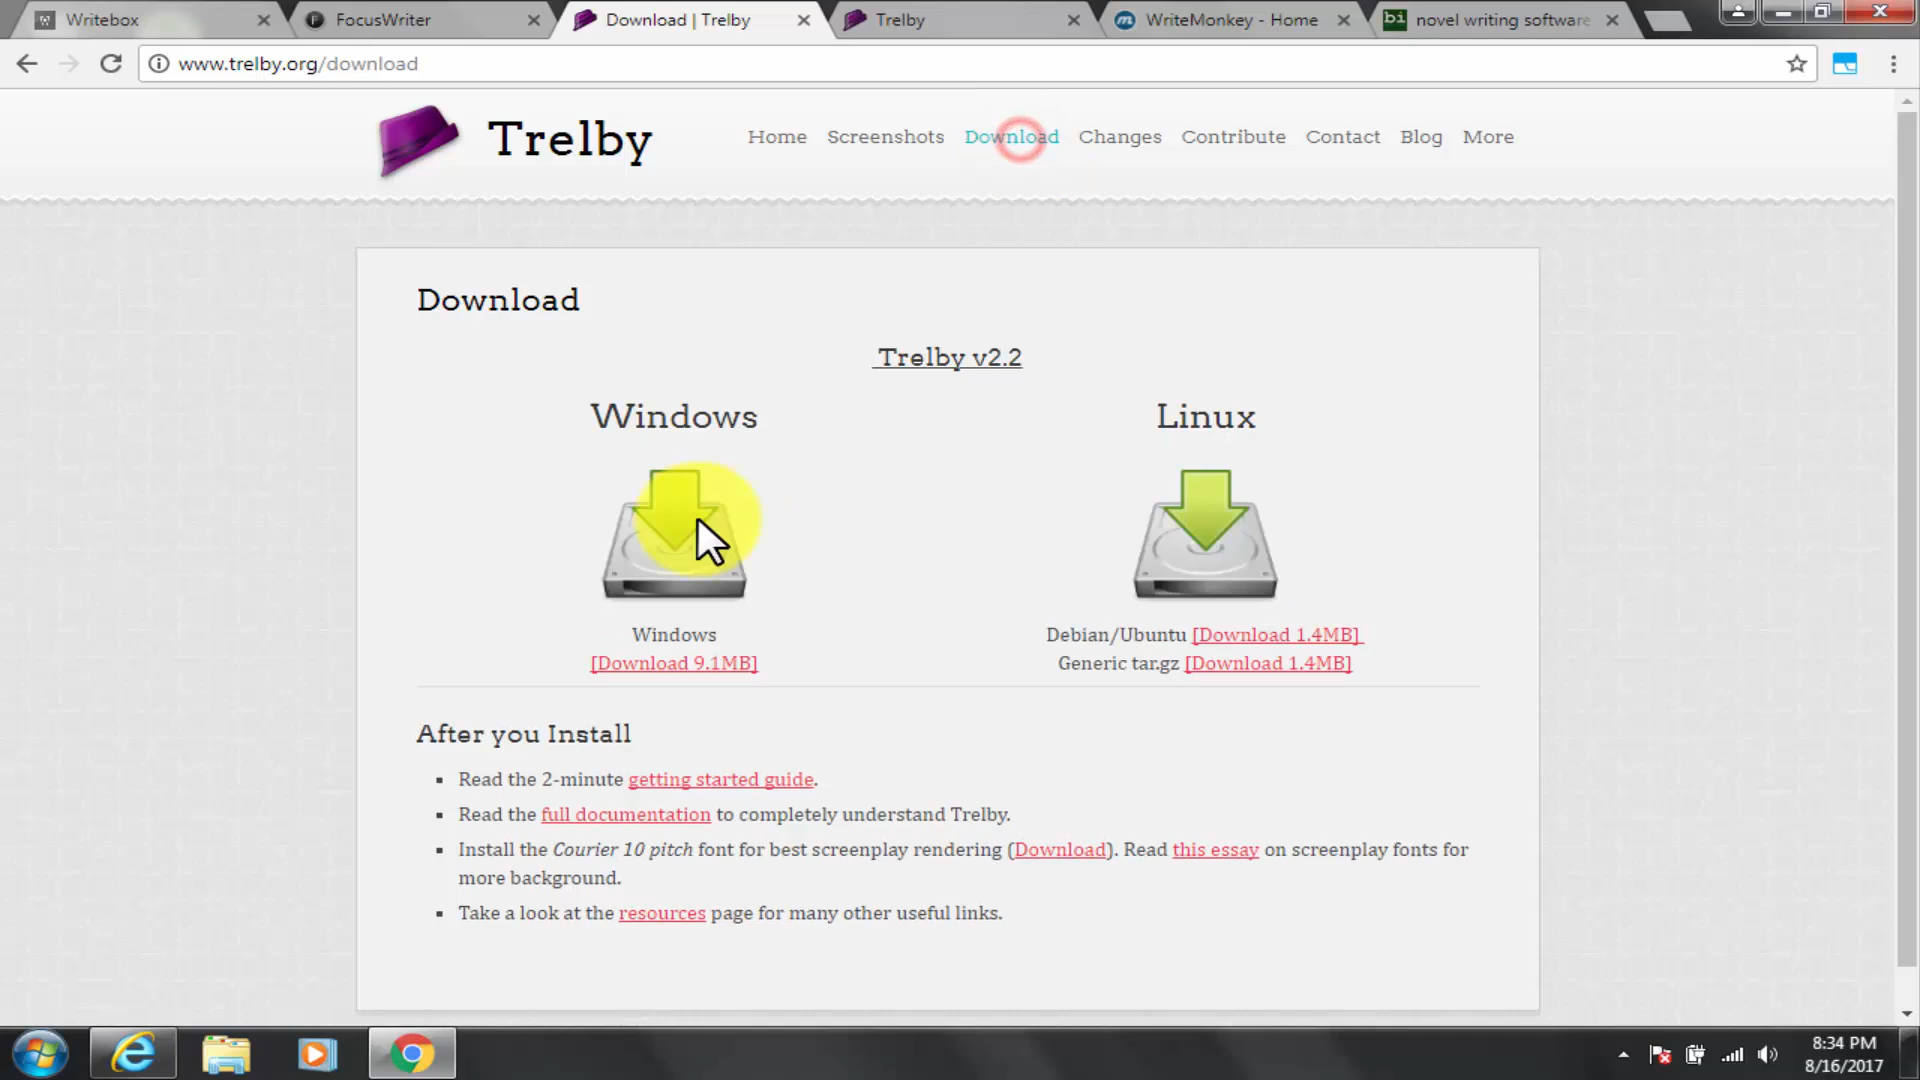 Writebox
FocusWriter
Download | Trelby
Trelby
WriteMonkey - Home
novel writing software
www.trelby.org/download
Trelby
Home Screenshots Download Changes Contribute Contact Blog More
Download
Trelby v2.2
Windows
Linux
Windows
[Download 9.1MB]
Debian/Ubuntu [Download 1.4MB]
Generic tar.gz [Download 1.4MB]
After you Install
Read the 2-minute getting started guide.
Read the full documentation to completely understand Trelby.
Install the Courier 10 pitch font for best screenplay rendering (Download). Read this essay on screenplay fonts for
more background.
Take a look at the resources page for many other useful links.
8:34 PM
8/16/2017